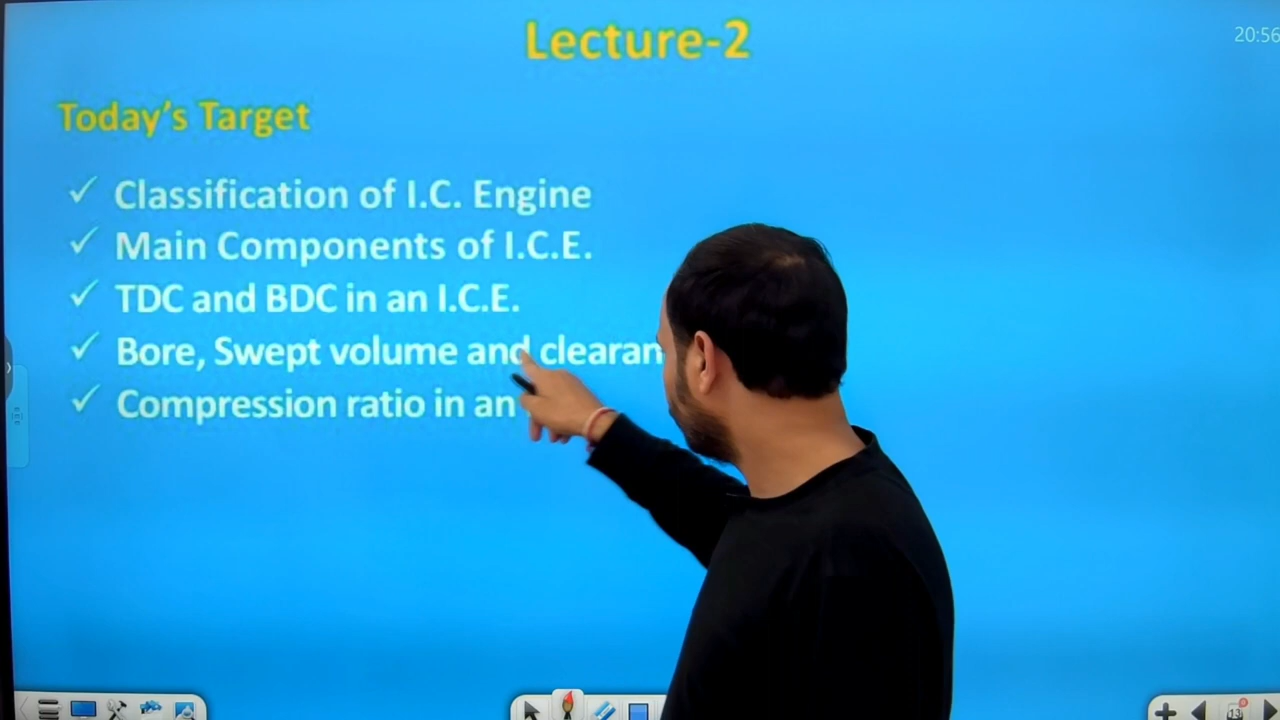 Lecture-2
20:56
Today's Target
✓ Classification of I.C. Engine
✓ Main Components of I.C.E.
✓ TDC and BDC in an I.C.E.
✓ Bore, Swept volume and clearan
✓ Compression ratio in an
13